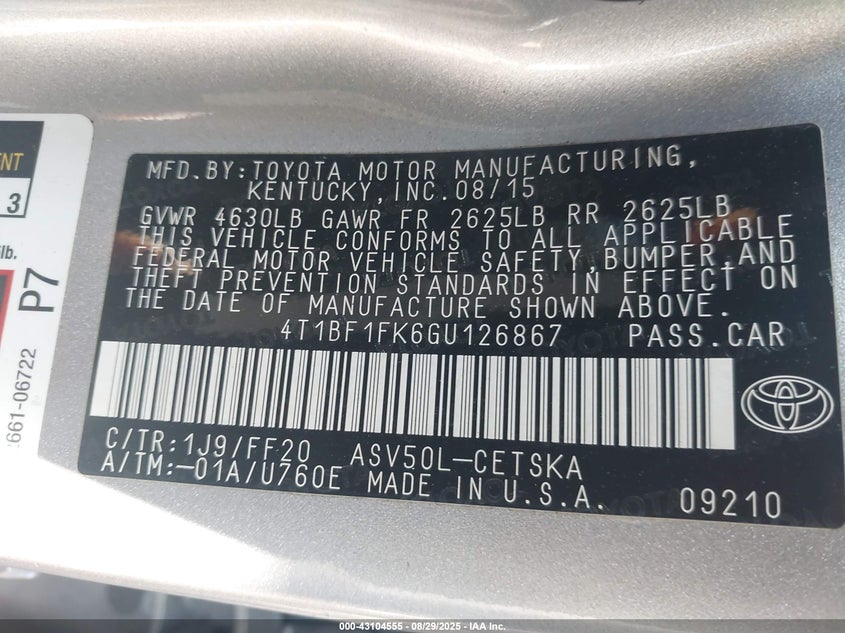 MFD. BY: TOYOTA MOTOR MANUFACTURING,
KENTUCKY, INC. 08/15
GVWR 4630LB GAWR FR 2625LB RR 2625LB
THIS VEHICLE CONFORMS TO ALL APPLICABLE
FEDERAL MOTOR VEHICLE SAFETY, BUMPER, AND
THEFT PREVENTION STANDARDS IN EFFECT ON
THE DATE OF MANUFACTURE SHOWN ABOVE.
4T1BF1FK6GU126867 PASS. CAR
C/TR: 1J9/FF20 ASV50L-CETSKA
A/TM: -01A/U760E MADE IN U.S.A. 09210
3
lb.
P7
661-06722
000-43104555 - 08/29/2025 - IAA Inc.